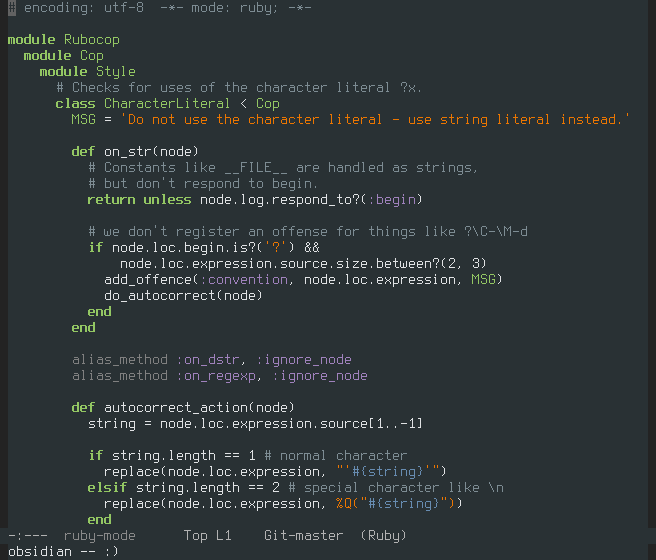 # encoding: utf-8  -*- mode: ruby; -*-

module Rubocop
  module Cop
    module Style
      # Checks for uses of the character literal ?x.
      class CharacterLiteral < Cop
        MSG = 'Do not use the character literal - use string literal instead.'

        def on_str(node)
          # Constants like __FILE__ are handled as strings,
          # but don't respond to begin.
          return unless node.log.respond_to?(:begin)

          # we don't register an offense for things like ?\C-\M-d
          if node.loc.begin.is?('?') &&
              node.loc.expression.source.size.between?(2, 3)
            add_offence(:convention, node.loc.expression, MSG)
            do_autocorrect(node)
          end
        end

        alias_method :on_dstr, :ignore_node
        alias_method :on_regexp, :ignore_node

        def autocorrect_action(node)
          string = node.loc.expression.source[1..-1]

          if string.length == 1 # normal character
            replace(node.loc.expression, "'#{string}'")
          elsif string.length == 2 # special character like \n
            replace(node.loc.expression, %Q("#{string}"))
          end
-:---  ruby-mode      Top L1    Git-master  (Ruby)
obsidian -- :)